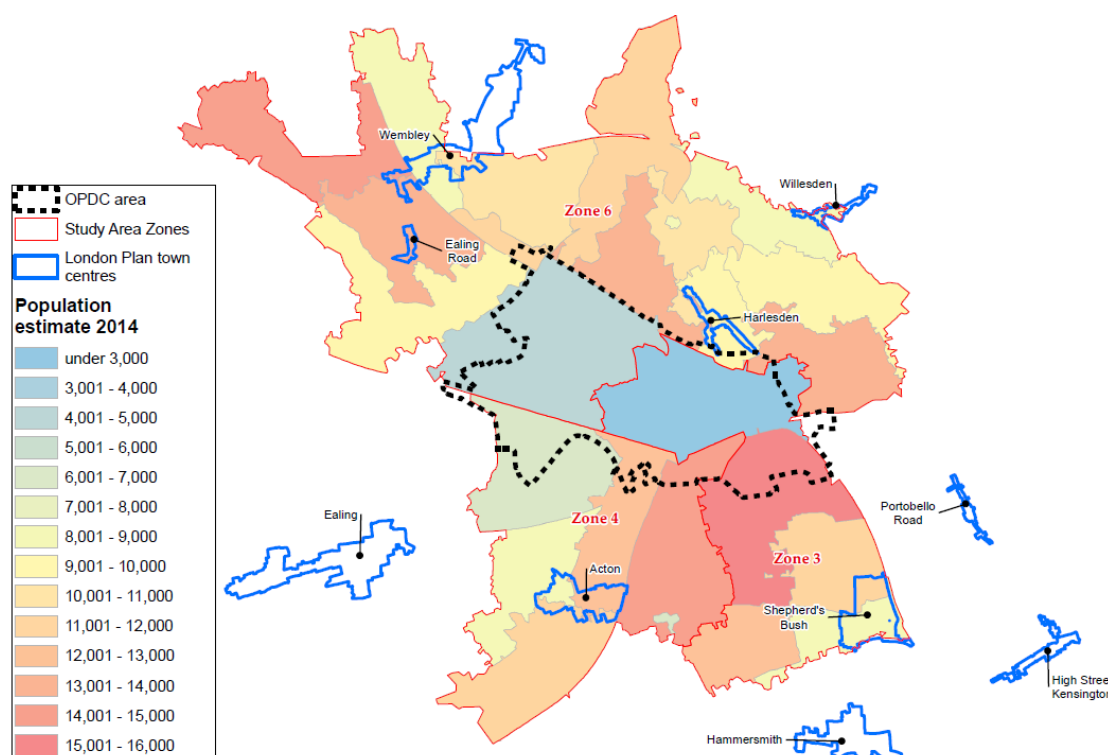 OPDC area
Study Area Zones
London Plan town
centres
Population
estimate 2014
under 3,000
3,001 - 4,000
4,001 - 5,000
5,001 - 6,000
6,001 - 7,000
7,001 - 8,000
8,001 - 9,000
9,001 - 10,000
10,001 - 11,000
11,001 - 12,000
12,001 - 13,000
13,001 - 14,000
14,001 - 15,000
15,001 - 16,000
Wembley
Willesden
Zone 6
Ealing
Road
Harlesden
Ealing
Zone 4
Portobello
Road
Zone 3
Acton
Shepherd's
Bush
High Street
Kensington
Hammersmith